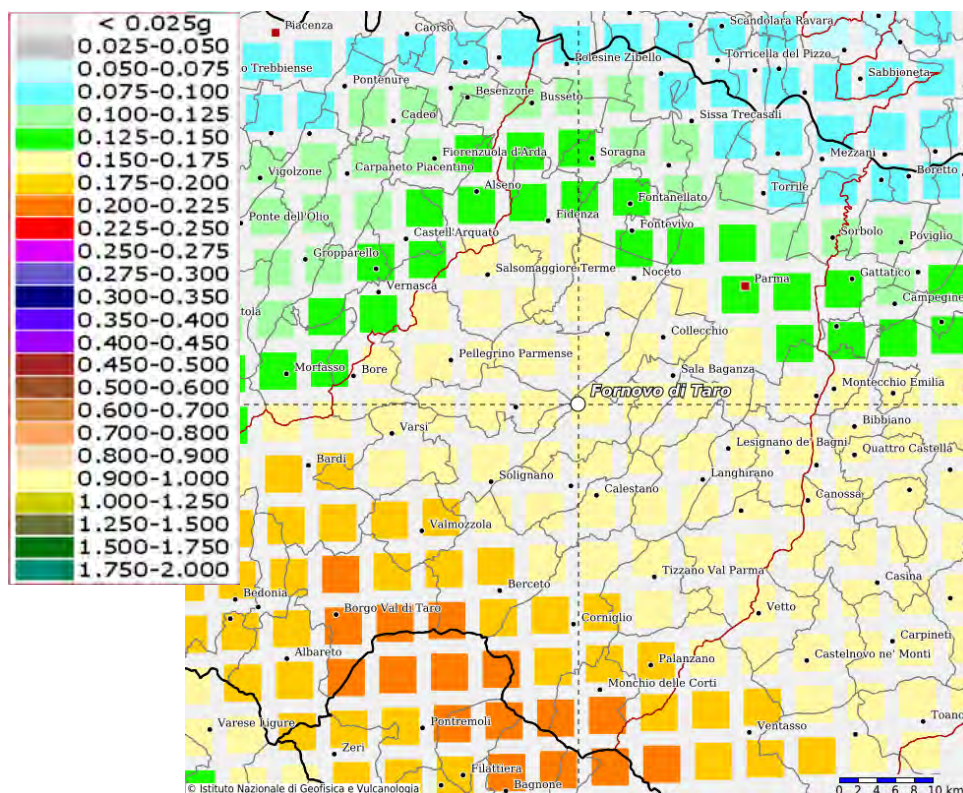 < 0.025g
0.025-0.050
0.050-0.075
0.075-0.100
0.100-0.125
0.125-0.150
0.150-0.175
0.175-0.200
0.200-0.225
0.225-0.250
0.250-0.275
0.275-0.300
0.300-0.350
0.350-0.400
0.400-0.450
0.450-0.500
0.500-0.600
0.600-0.700
0.700-0.800
0.800-0.900
0.900-1.000
1.000-1.250
1.250-1.500
1.500-1.750
1.750-2.000
Piacenza
Caorso
Scandolara Ravara
Polesine Zibello
Torricella del Pizzo
o Trebbiense
Pontenure
Sabbioneta
Besenzone
Busseto
Cadeo
Sissa Trecasali
Fiorenzuola d'Arda
Soragna
Mezzani
Vigolzone
Carpaneto Piacentino
Boretto
Alseno
Torrile
Fontanellato
Ponte dell'Olio
Fidenza
Castell'Arquato
Fontevivo
Sorbolo
Poviglio
Gropparello
Salsomaggiore Terme
Noceto
Gattatico
Parma
Vernasca
Campegine
tola
Collecchio
Pellegrino Parmense
Morfasso
Bore
Sala Baganza
Montecchio Emilia
Fornovo di Taro
Varsi
Bibbiano
Lesignano de' Bagni
Quattro Castella
Bardi
Solignano
Langhirano
Calestano
Canossa
Valmozzola
Tizzano Val Parma
Casina
Berceto
Bedonia
Borgo Val di Taro
Vetto
Corniglio
Carpineti
Albareto
Palanzano
Castelnovo ne' Monti
Monchio delle Corti
Varese Ligure
Pontremoli
Ventasso
Toano
Zeri
Filattiera
Bagnone
© Istituto Nazionale di Geofisica e Vulcanologia
0 2 4 6 8 10 km